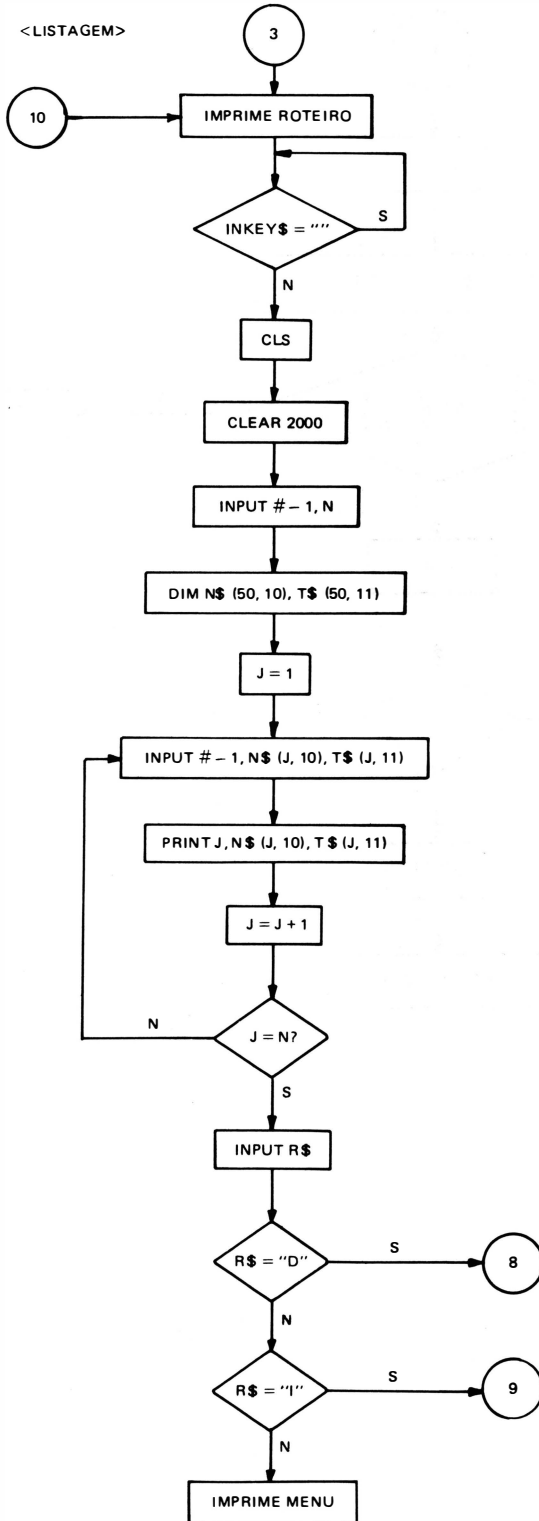 <LISTAGEM>
3
10
IMPRIME ROTEIRO
INKEY$ = “”
S
N
CLS
CLEAR 2000
INPUT # – 1, N
DIM N$ (50, 10), T$ (50, 11)
J = 1
INPUT # – 1, N$ (J, 10), T$ (J, 11)
PRINT J, N$ (J, 10), T$ (J, 11)
J = J + 1
N
J = N?
S
INPUT R$
R$ = “D”
S
8
N
R$ = “I”
S
9
N
IMPRIME MENU